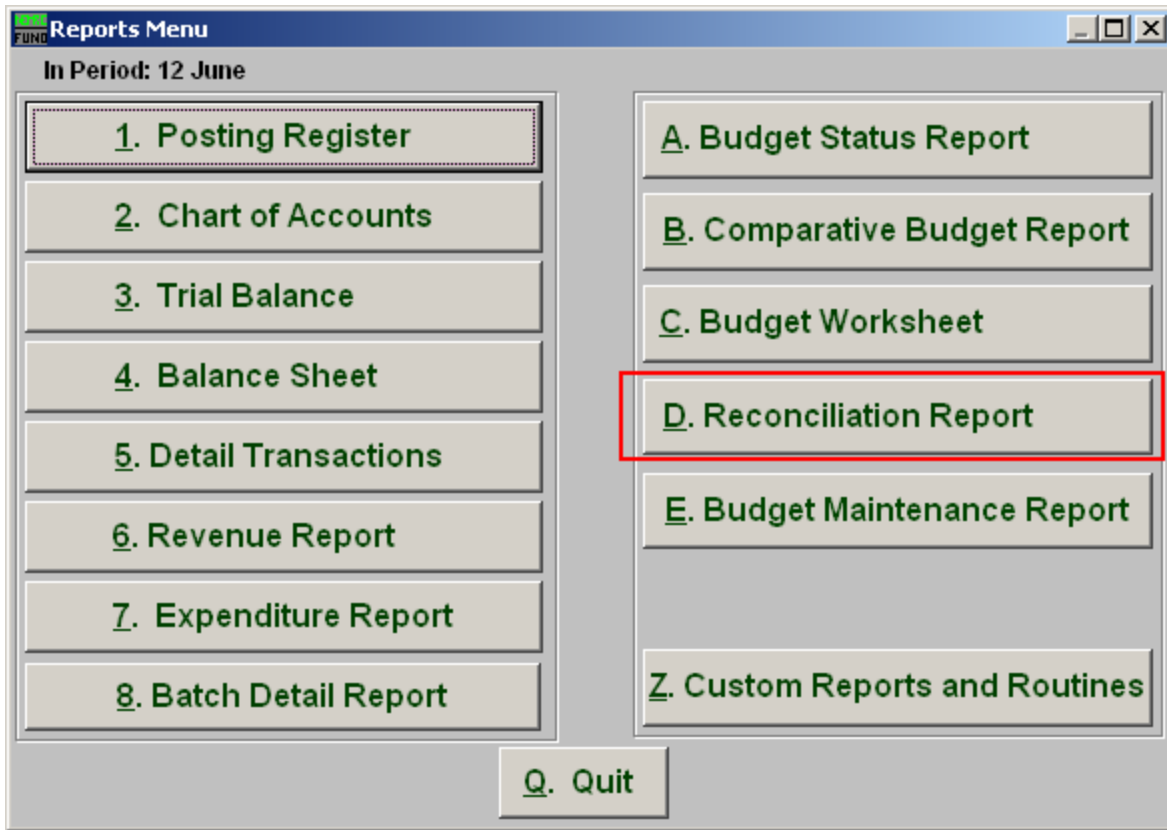 NEMRC
FUND Reports Menu
In Period: 12 June
1. Posting Register
2. Chart of Accounts
3. Trial Balance
4. Balance Sheet
5. Detail Transactions
6. Revenue Report
7. Expenditure Report
8. Batch Detail Report
A. Budget Status Report
B. Comparative Budget Report
C. Budget Worksheet
D. Reconciliation Report
E. Budget Maintenance Report
Z. Custom Reports and Routines
Q. Quit